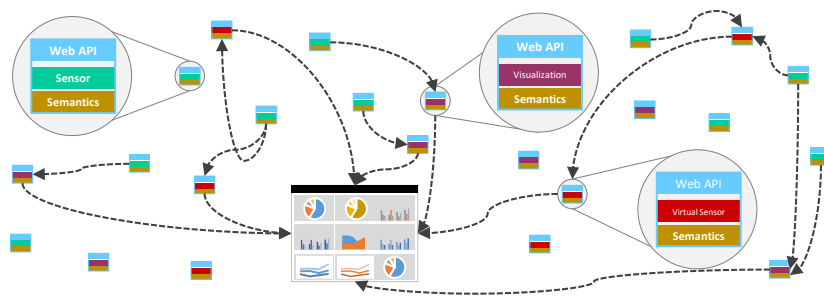 Web API
Sensor
Semantics
Web API
Visualization
Semantics
Web API
Virtual Sensor
Semantics